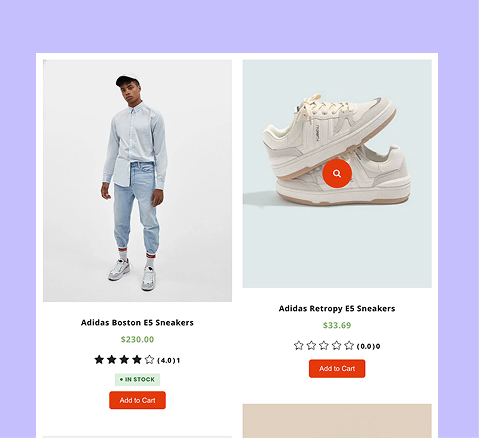 Adidas Boston E5 Sneakers
$230.00
(4.0)1
IN STOCK
Add to Cart
Adidas Retropy E5 Sneakers
$33.69
(0.0)0
Add to Cart